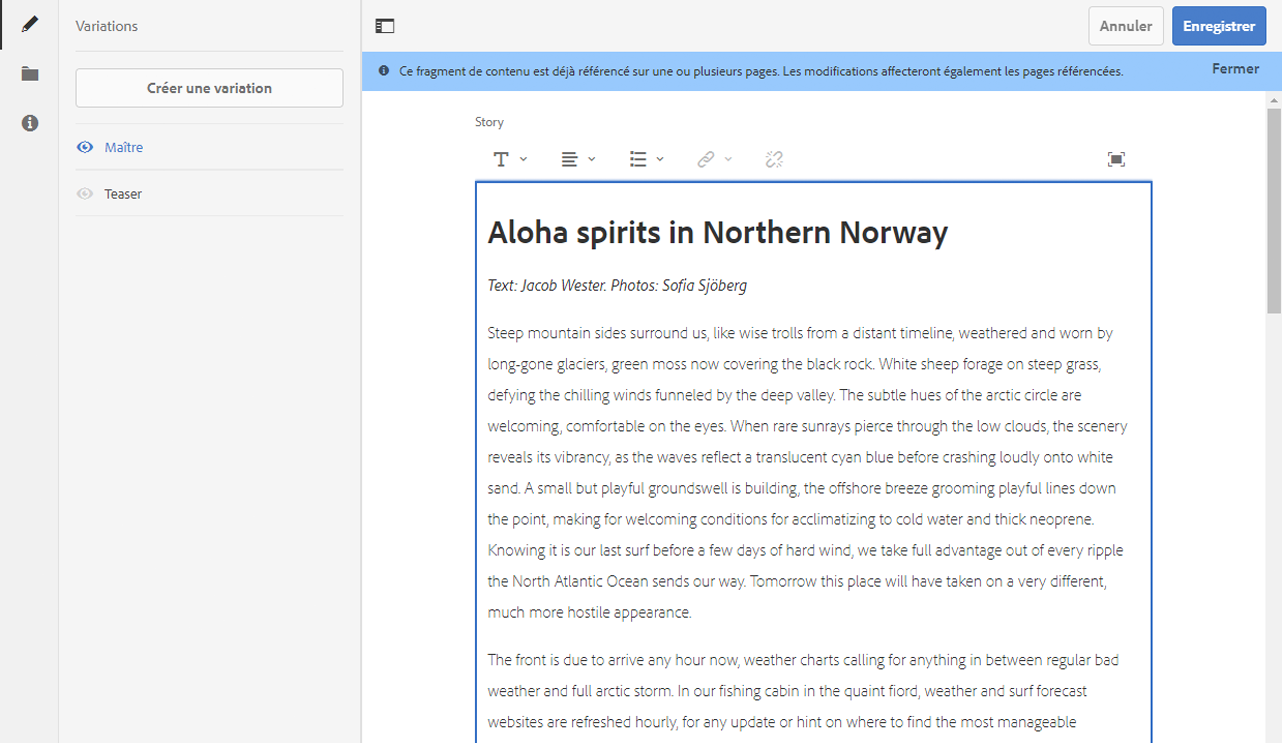 Variations
Annuler
Enregistrer
Ce fragment de contenu est déjà référencé sur une ou plusieurs pages. Les modifications affecteront également les pages référencées.
Fermer
Créer une variation
Maître
Teaser
Story
Aloha spirits in Northern Norway
Text: Jacob Wester. Photos: Sofia Sjöberg
Steep mountain sides surround us, like wise trolls from a distant timeline, weathered and worn by
long-gone glaciers, green moss now covering the black rock. White sheep forage on steep grass,
defying the chilling winds funneled by the deep valley. The subtle hues of the arctic circle are
welcoming, comfortable on the eyes. When rare sunrays pierce through the low clouds, the scenery
reveals its vibrancy, as the waves reflect a translucent cyan blue before crashing loudly onto white
sand. A small but playful groundswell is building, the offshore breeze grooming playful lines down
the point, making for welcoming conditions for acclimatizing to cold water and thick neoprene.
Knowing it is our last surf before a few days of hard wind, we take full advantage out of every ripple
the North Atlantic Ocean sends our way. Tomorrow this place will have taken on a very different,
much more hostile appearance.
The front is due to arrive any hour now, weather charts calling for anything in between regular bad
weather and full arctic storm. In our fishing cabin in the quaint fiord, weather and surf forecast
websites are refreshed hourly, for any update or hint on where to find the most manageable